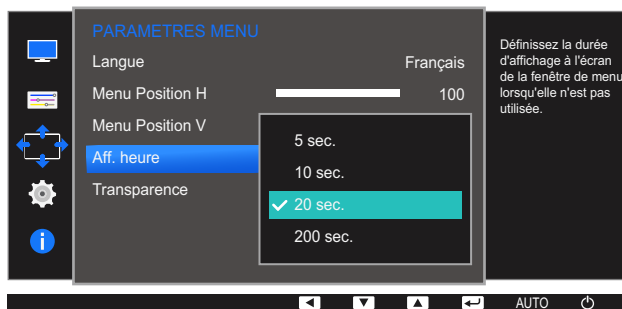 PARAMETRES MENU
Langue Français
Menu Position H 100
Menu Position V
Aff. heure
Transparence
5 sec.
10 sec.
20 sec.
200 sec.
Définissez la durée
d'affichage à l'écran
de la fenêtre de menu
lorsqu'elle n'est pas
utilisée.
i
AUTO